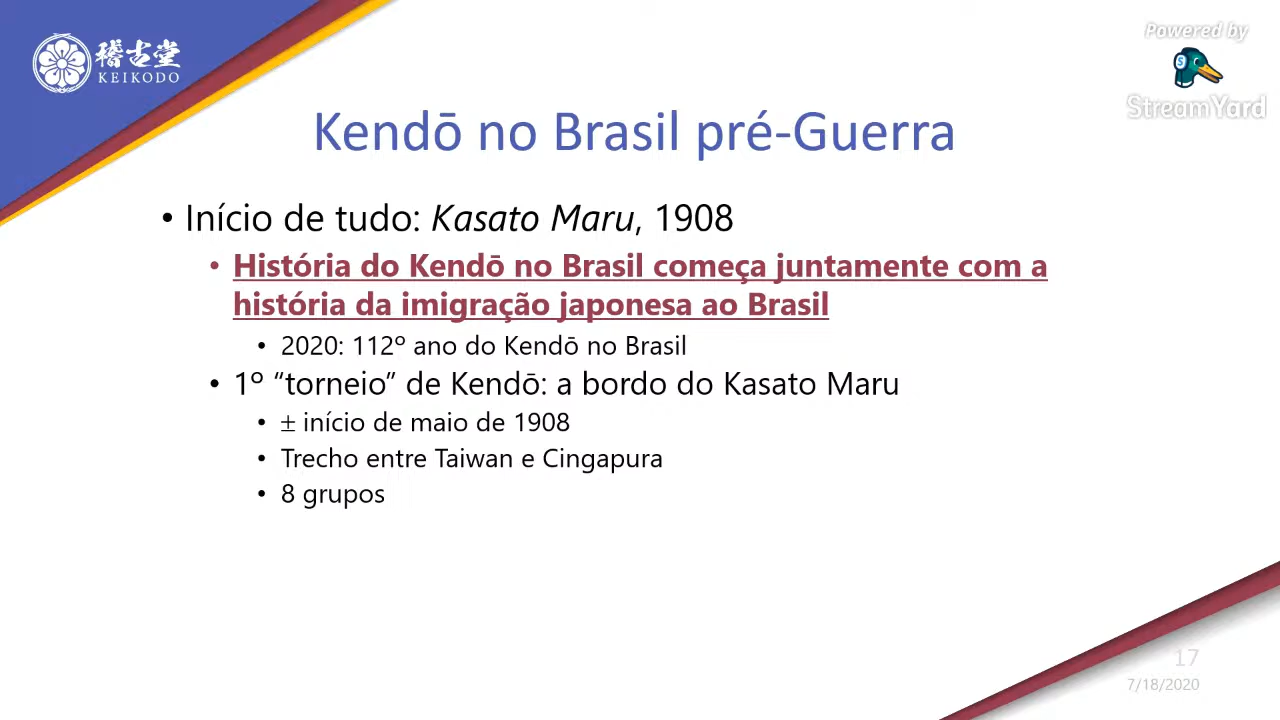 稽古堂
KEIKODO
Powered by
StreamYard
Kendō no Brasil pré-Guerra
• Início de tudo: Kasato Maru, 1908
• História do Kendō no Brasil começa juntamente com a
história da imigração japonesa ao Brasil
• 2020: 112º ano do Kendō no Brasil
• 1º “torneio” de Kendō: a bordo do Kasato Maru
• ± início de maio de 1908
• Trecho entre Taiwan e Cingapura
• 8 grupos
17
7/18/2020